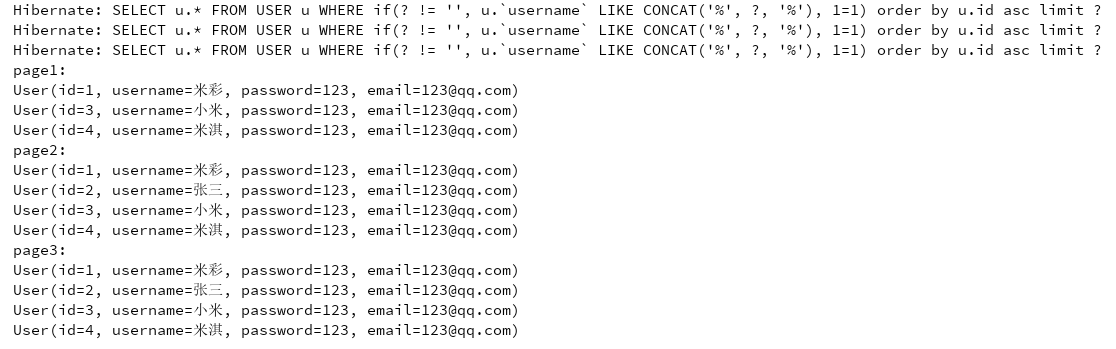 Hibernate: SELECT u.* FROM USER u WHERE if(? != '', u.`username` LIKE CONCAT('%', ?, '%'), 1=1) order by u.id asc limit ?
Hibernate: SELECT u.* FROM USER u WHERE if(? != '', u.`username` LIKE CONCAT('%', ?, '%'), 1=1) order by u.id asc limit ?
Hibernate: SELECT u.* FROM USER u WHERE if(? != '', u.`username` LIKE CONCAT('%', ?, '%'), 1=1) order by u.id asc limit ?
page1:
User(id=1, username=米彩, password=123, email=123@qq.com)
User(id=3, username=小米, password=123, email=123@qq.com)
User(id=4, username=米淇, password=123, email=123@qq.com)
page2:
User(id=1, username=米彩, password=123, email=123@qq.com)
User(id=2, username=张三, password=123, email=123@qq.com)
User(id=3, username=小米, password=123, email=123@qq.com)
User(id=4, username=米淇, password=123, email=123@qq.com)
page3:
User(id=1, username=米彩, password=123, email=123@qq.com)
User(id=2, username=张三, password=123, email=123@qq.com)
User(id=3, username=小米, password=123, email=123@qq.com)
User(id=4, username=米淇, password=123, email=123@qq.com)